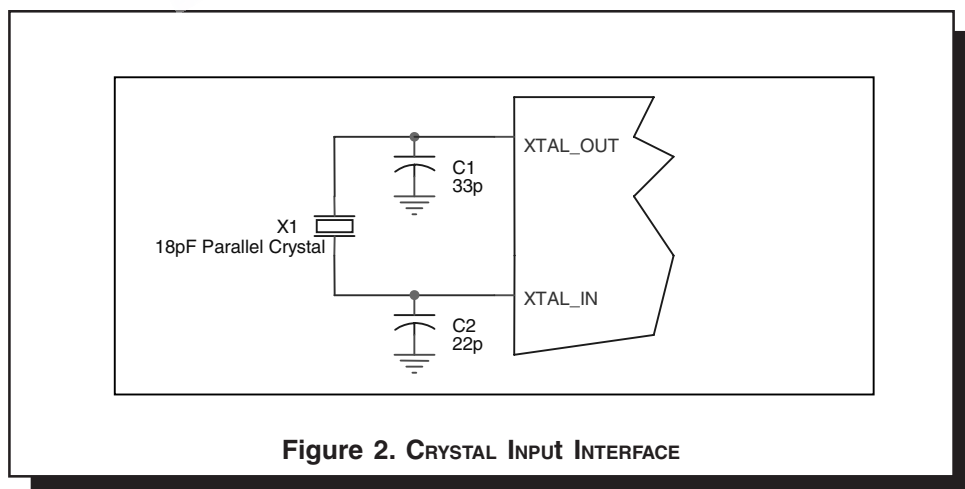 XTAL_OUT
C1
33p
X1
18pF Parallel Crystal
XTAL_IN
C2
22p
Figure 2. CRYSTAL INPUt INTERFACE